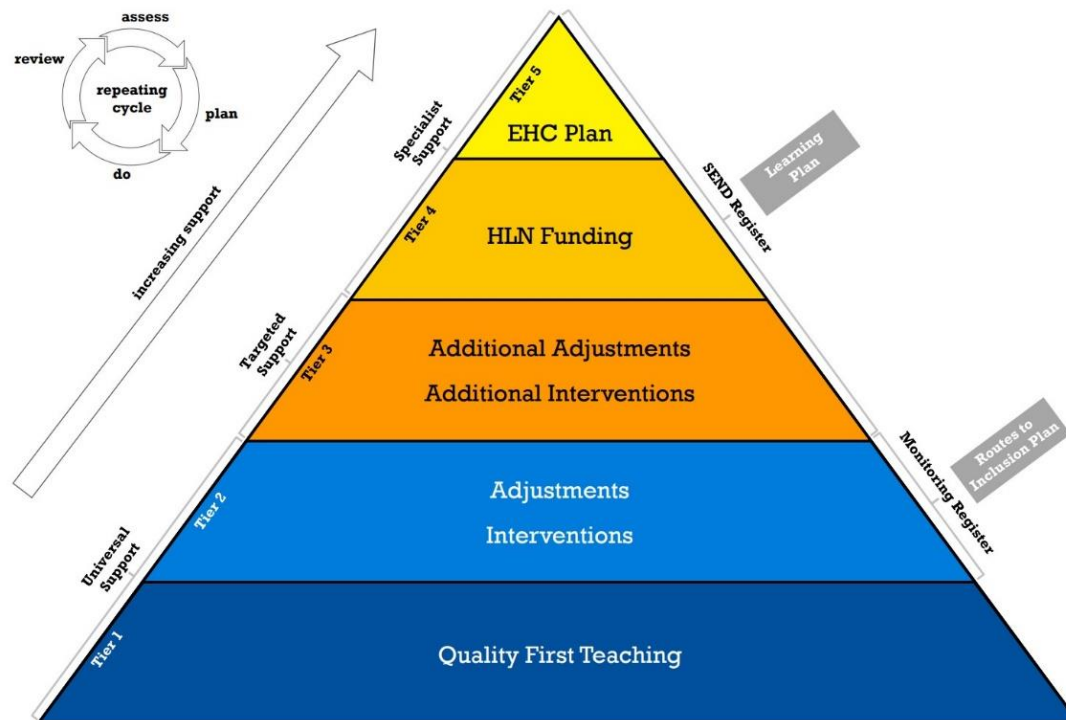 assess
review
repeating
cycle
plan
do
increasing support
Specialist
Support
Targeted
Support
Universal
Support
Tier 5
EHC Plan
Tier 4
HLN Funding
Tier 3
Additional Adjustments
Additional Interventions
Tier 2
Adjustments
Interventions
Tier 1
Quality First Teaching
SEND Register
Learning
Plan
Monitoring Register
Routes to
Inclusion Plan